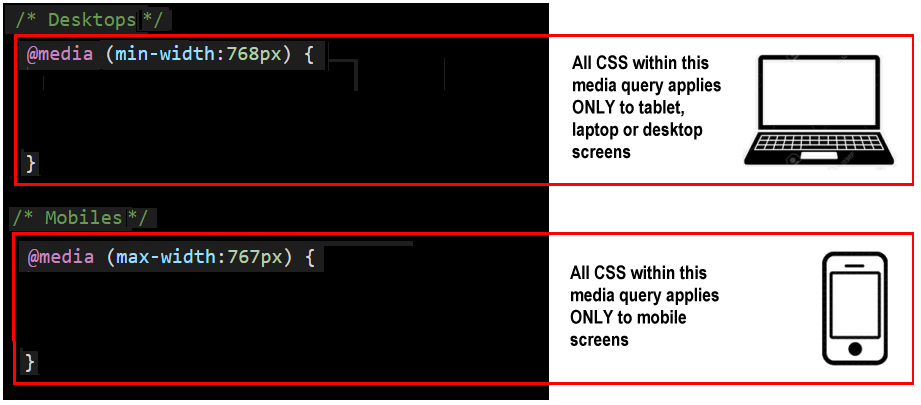 /* Desktops */
@media (min-width:768px) {
}
All CSS within this
media query applies
ONLY to tablet,
laptop or desktop
screens
/* Mobiles */
@media (max-width:767px) {
}
All CSS within this
media query applies
ONLY to mobile
screens